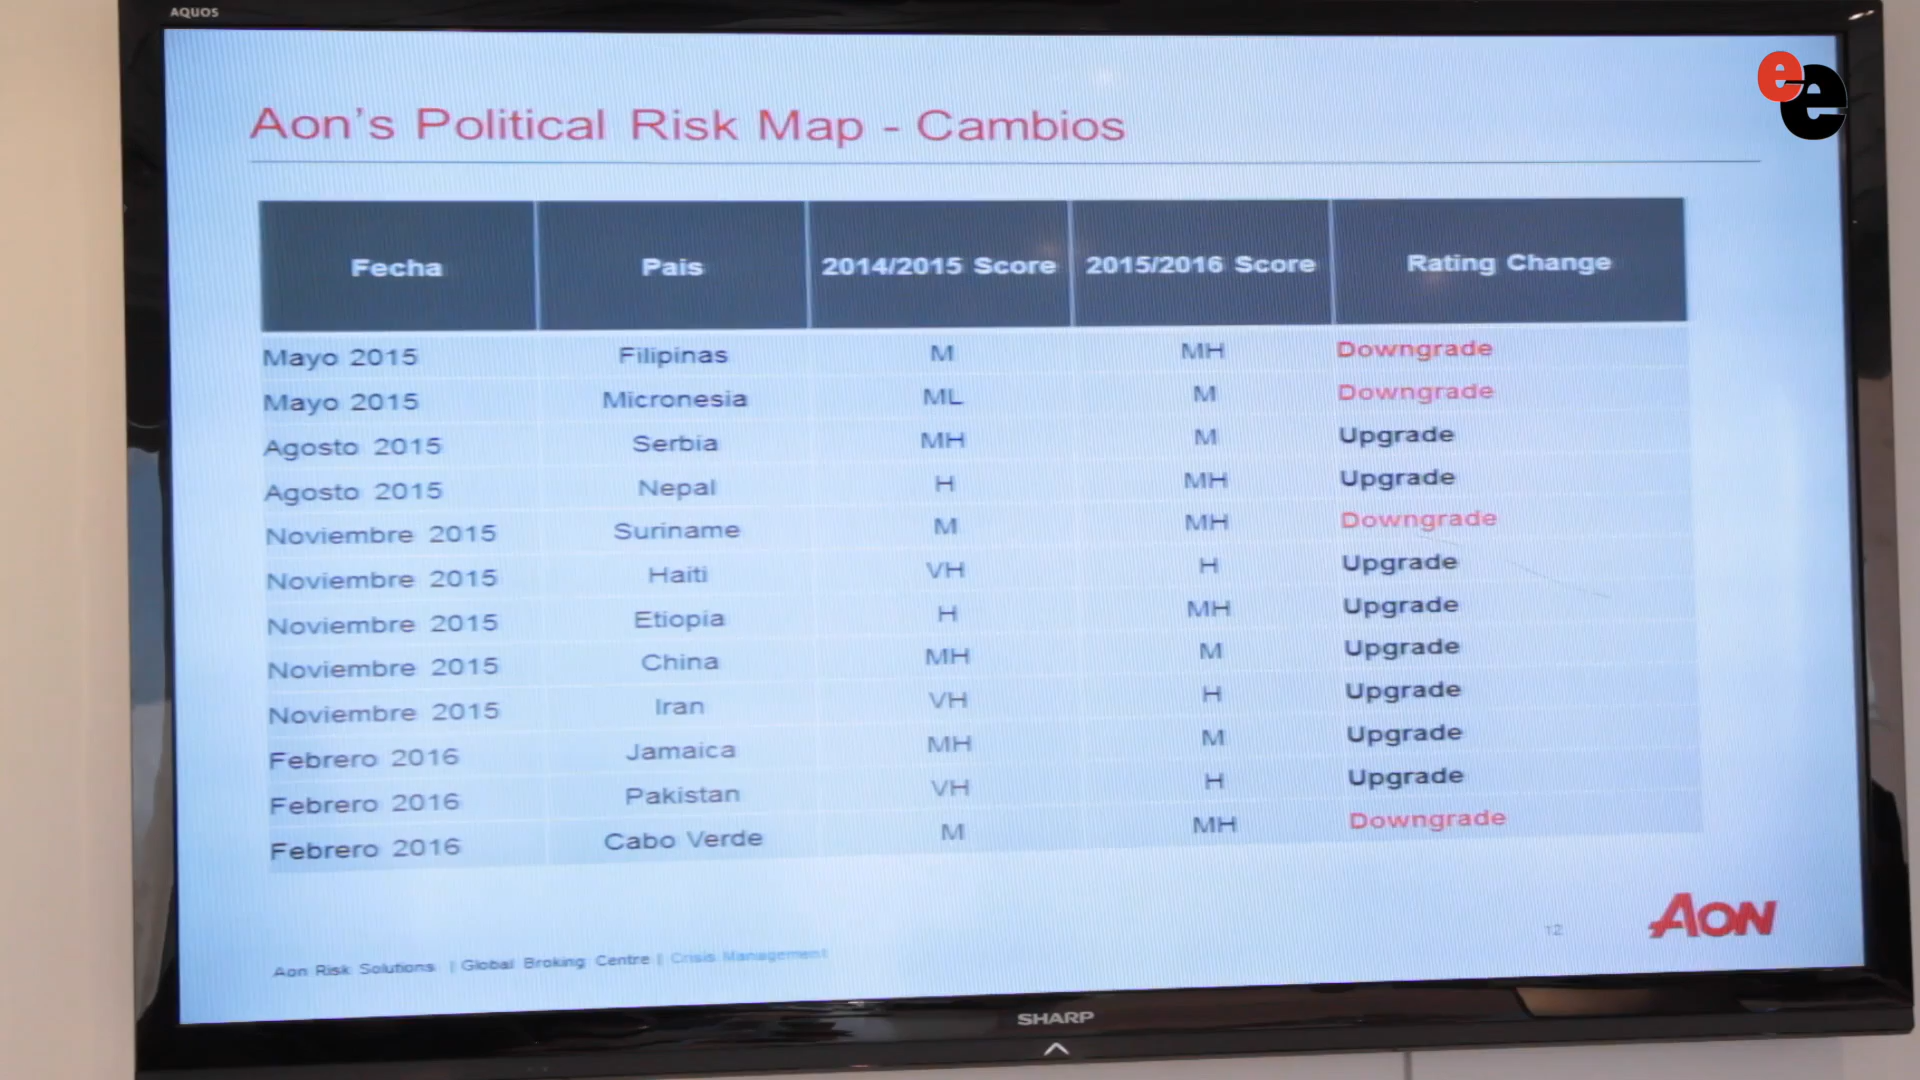 AQUOS
ee
Aon's Political Risk Map - Cambios
Fecha Pais 2014/2015 Score 2015/2016 Score Rating Change
Mayo 2015 Filipinas M MH Downgrade
Mayo 2015 Micronesia ML M Downgrade
Agosto 2015 Serbia MH M Upgrade
Agosto 2015 Nepal H MH Upgrade
Noviembre 2015 Suriname M MH Downgrade
Noviembre 2015 Haiti VH H Upgrade
Noviembre 2015 Etiopia H MH Upgrade
Noviembre 2015 China MH M Upgrade
Noviembre 2015 Iran VH H Upgrade
Febrero 2016 Jamaica MH M Upgrade
Febrero 2016 Pakistan VH H Upgrade
Febrero 2016 Cabo Verde M MH Downgrade
12 AON
Aon Risk Solutions | Global Broking Centre | Crisis Management
SHARP